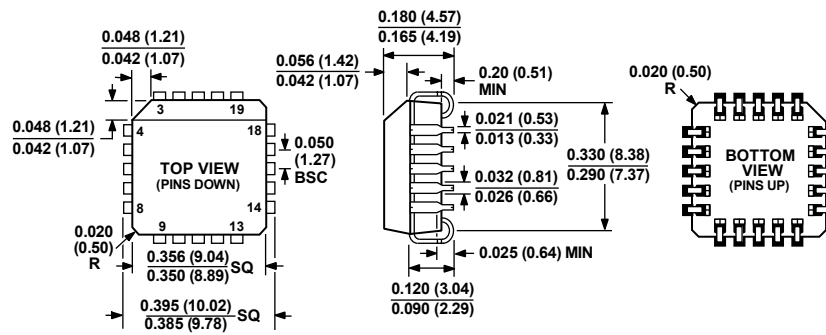 0.048 (1.21)
0.042 (1.07)
0.048 (1.21)
0.042 (1.07)
3
19
4
18
TOP VIEW
(PINS DOWN)
8
14
9
13
0.050
(1.27)
BSC
0.020
(0.50)
R
0.356 (9.04)
0.350 (8.89)
SQ
0.395 (10.02)
0.385 (9.78)
SQ
0.180 (4.57)
0.165 (4.19)
0.056 (1.42)
0.042 (1.07)
0.20 (0.51)
MIN
0.021 (0.53)
0.013 (0.33)
0.032 (0.81)
0.026 (0.66)
0.330 (8.38)
0.290 (7.37)
0.025 (0.64) MIN
0.120 (3.04)
0.090 (2.29)
0.020 (0.50)
R
BOTTOM
VIEW
(PINS UP)